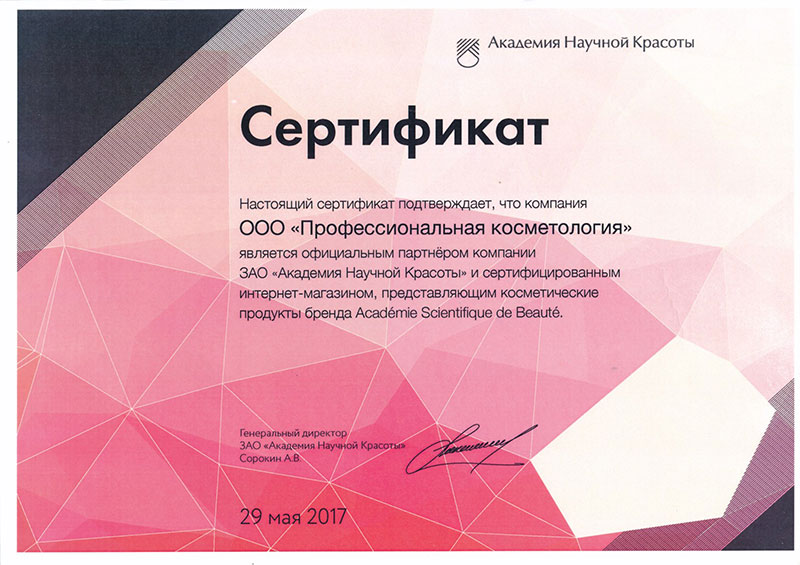 Академия Научной Красоты
Сертификат
Настоящий сертификат подтверждает, что компания
ООО «Профессиональная косметология»
является официальным партнёром компании
ЗАО «Академия Научной Красоты» и сертифицированным
интернет-магазином, представляющим косметические
продукты бренда Académie Scientifique de Beauté.
Генеральный директор
ЗАО «Академия Научной Красоты»
Сорокин А.В.
29 мая 2017